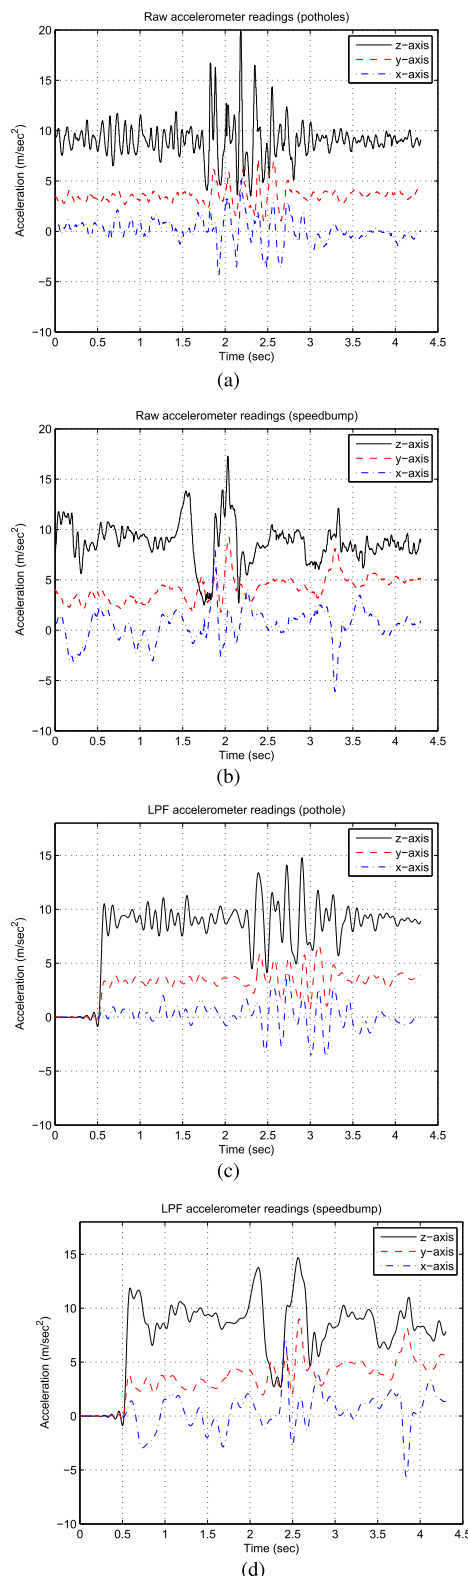 Raw accelerometer readings (potholes)
20
z−axis
y−axis
x−axis
15
10
5
0
−5
−10
Acceleration (m/sec²)
0 0.5 1 1.5 2 2.5 3 3.5 4 4.5
Time (sec)
(a)
Raw accelerometer readings (speedbump)
20
z−axis
y−axis
x−axis
15
10
5
0
−5
−10
Acceleration (m/sec²)
0 0.5 1 1.5 2 2.5 3 3.5 4 4.5
Time (sec)
(b)
LPF accelerometer readings (pothole)
z−axis
y−axis
x−axis
15
10
5
0
−5
−10
Acceleration (m/sec²)
0 0.5 1 1.5 2 2.5 3 3.5 4 4.5
Time (sec)
(c)
LPF accelerometer readings (speedbump)
z−axis
y−axis
x−axis
15
10
5
0
−5
−10
Acceleration (m/sec²)
0 0.5 1 1.5 2 2.5 3 3.5 4 4.5
Time (sec)
(d)